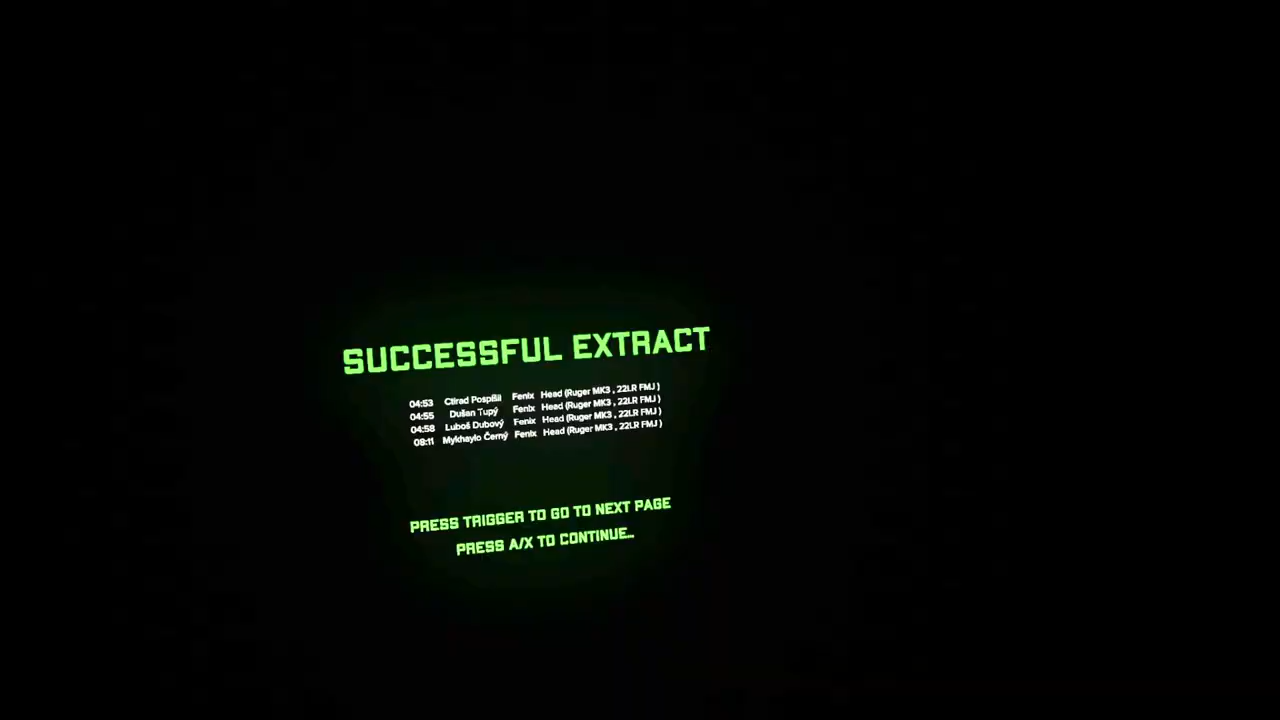 SUCCESSFUL EXTRACT
04:53 Ctirad Pospíšil Fenix Head (Ruger MK3 , 22LR FMJ )
04:55 Dušan Tupý Fenix Head (Ruger MK3 , 22LR FMJ )
04:58 Luboš Dubový Fenix Head (Ruger MK3 , 22LR FMJ )
08:11 Mykhaylo Černý Fenix Head (Ruger MK3 , 22LR FMJ )
PRESS TRIGGER TO GO TO NEXT PAGE
PRESS A/X TO CONTINUE...